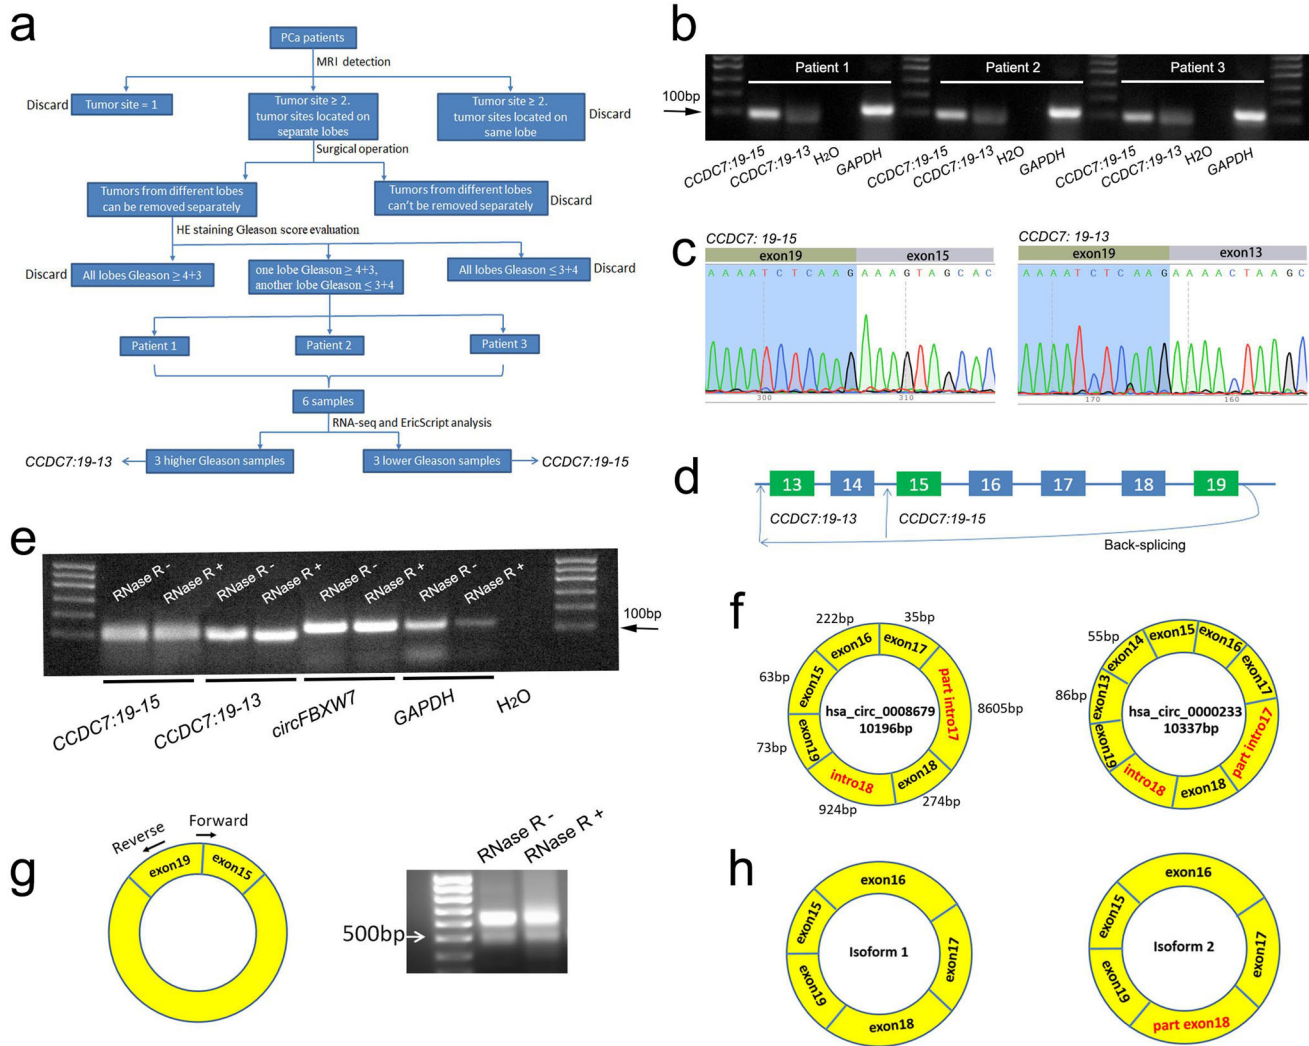 a
PCa patients
MRI detection
Discard
Tumor site = 1
Tumor site ≥ 2.
tumor sites located on
separate lobes
Tumor site ≥ 2.
tumor sites located on
same lobe
Discard
Surgical operation
Tumors from different lobes
can be removed separately
Tumors from different lobes
can't be removed separately
Discard
HE staining Gleason score evaluation
Discard
All lobes Gleason ≥ 4+3
one lobe Gleason ≥ 4+3,
another lobe Gleason ≤ 3+4
All lobes Gleason ≤ 3+4
Discard
Patient 1
Patient 2
Patient 3
6 samples
RNA-seq and EricScript analysis
CCDC7:19-13
3 higher Gleason samples
3 lower Gleason samples
CCDC7:19-15
b
Patient 1
Patient 2
Patient 3
100bp
CCDC7:19-15
CCDC7:19-13
H2O
GAPDH
CCDC7:19-15
CCDC7:19-13
H2O
GAPDH
CCDC7:19-15
CCDC7:19-13
H2O
GAPDH
c
CCDC7: 19-15
exon19
exon15
A A A A T C T C A A G A A A G T A G C A C
300
310
CCDC7: 19-13
exon19
exon13
A A A A T C T C A A G A A A A C T A A G C
170
160
d
13
14
15
16
17
18
19
CCDC7:19-13
CCDC7:19-15
Back-splicing
e
RNase R -
RNase R +
RNase R -
RNase R +
RNase R -
RNase R +
RNase R -
RNase R +
100bp
CCDC7:19-15
CCDC7:19-13
circFBXW7
GAPDH
H2O
f
222bp
35bp
63bp
8605bp
73bp
924bp
274bp
exon16
exon17
exon15
part intro17
exon19
intro18
exon18
hsa_circ_0008679
10196bp
55bp
86bp
exon14
exon15
exon16
exon13
exon17
exon19
part intro17
intro18
exon18
hsa_circ_0000233
10337bp
g
Reverse
Forward
exon19
exon15
RNase R -
RNase R +
500bp
h
exon16
exon15
exon17
exon19
exon18
Isoform 1
exon16
exon15
exon17
exon19
part exon18
Isoform 2